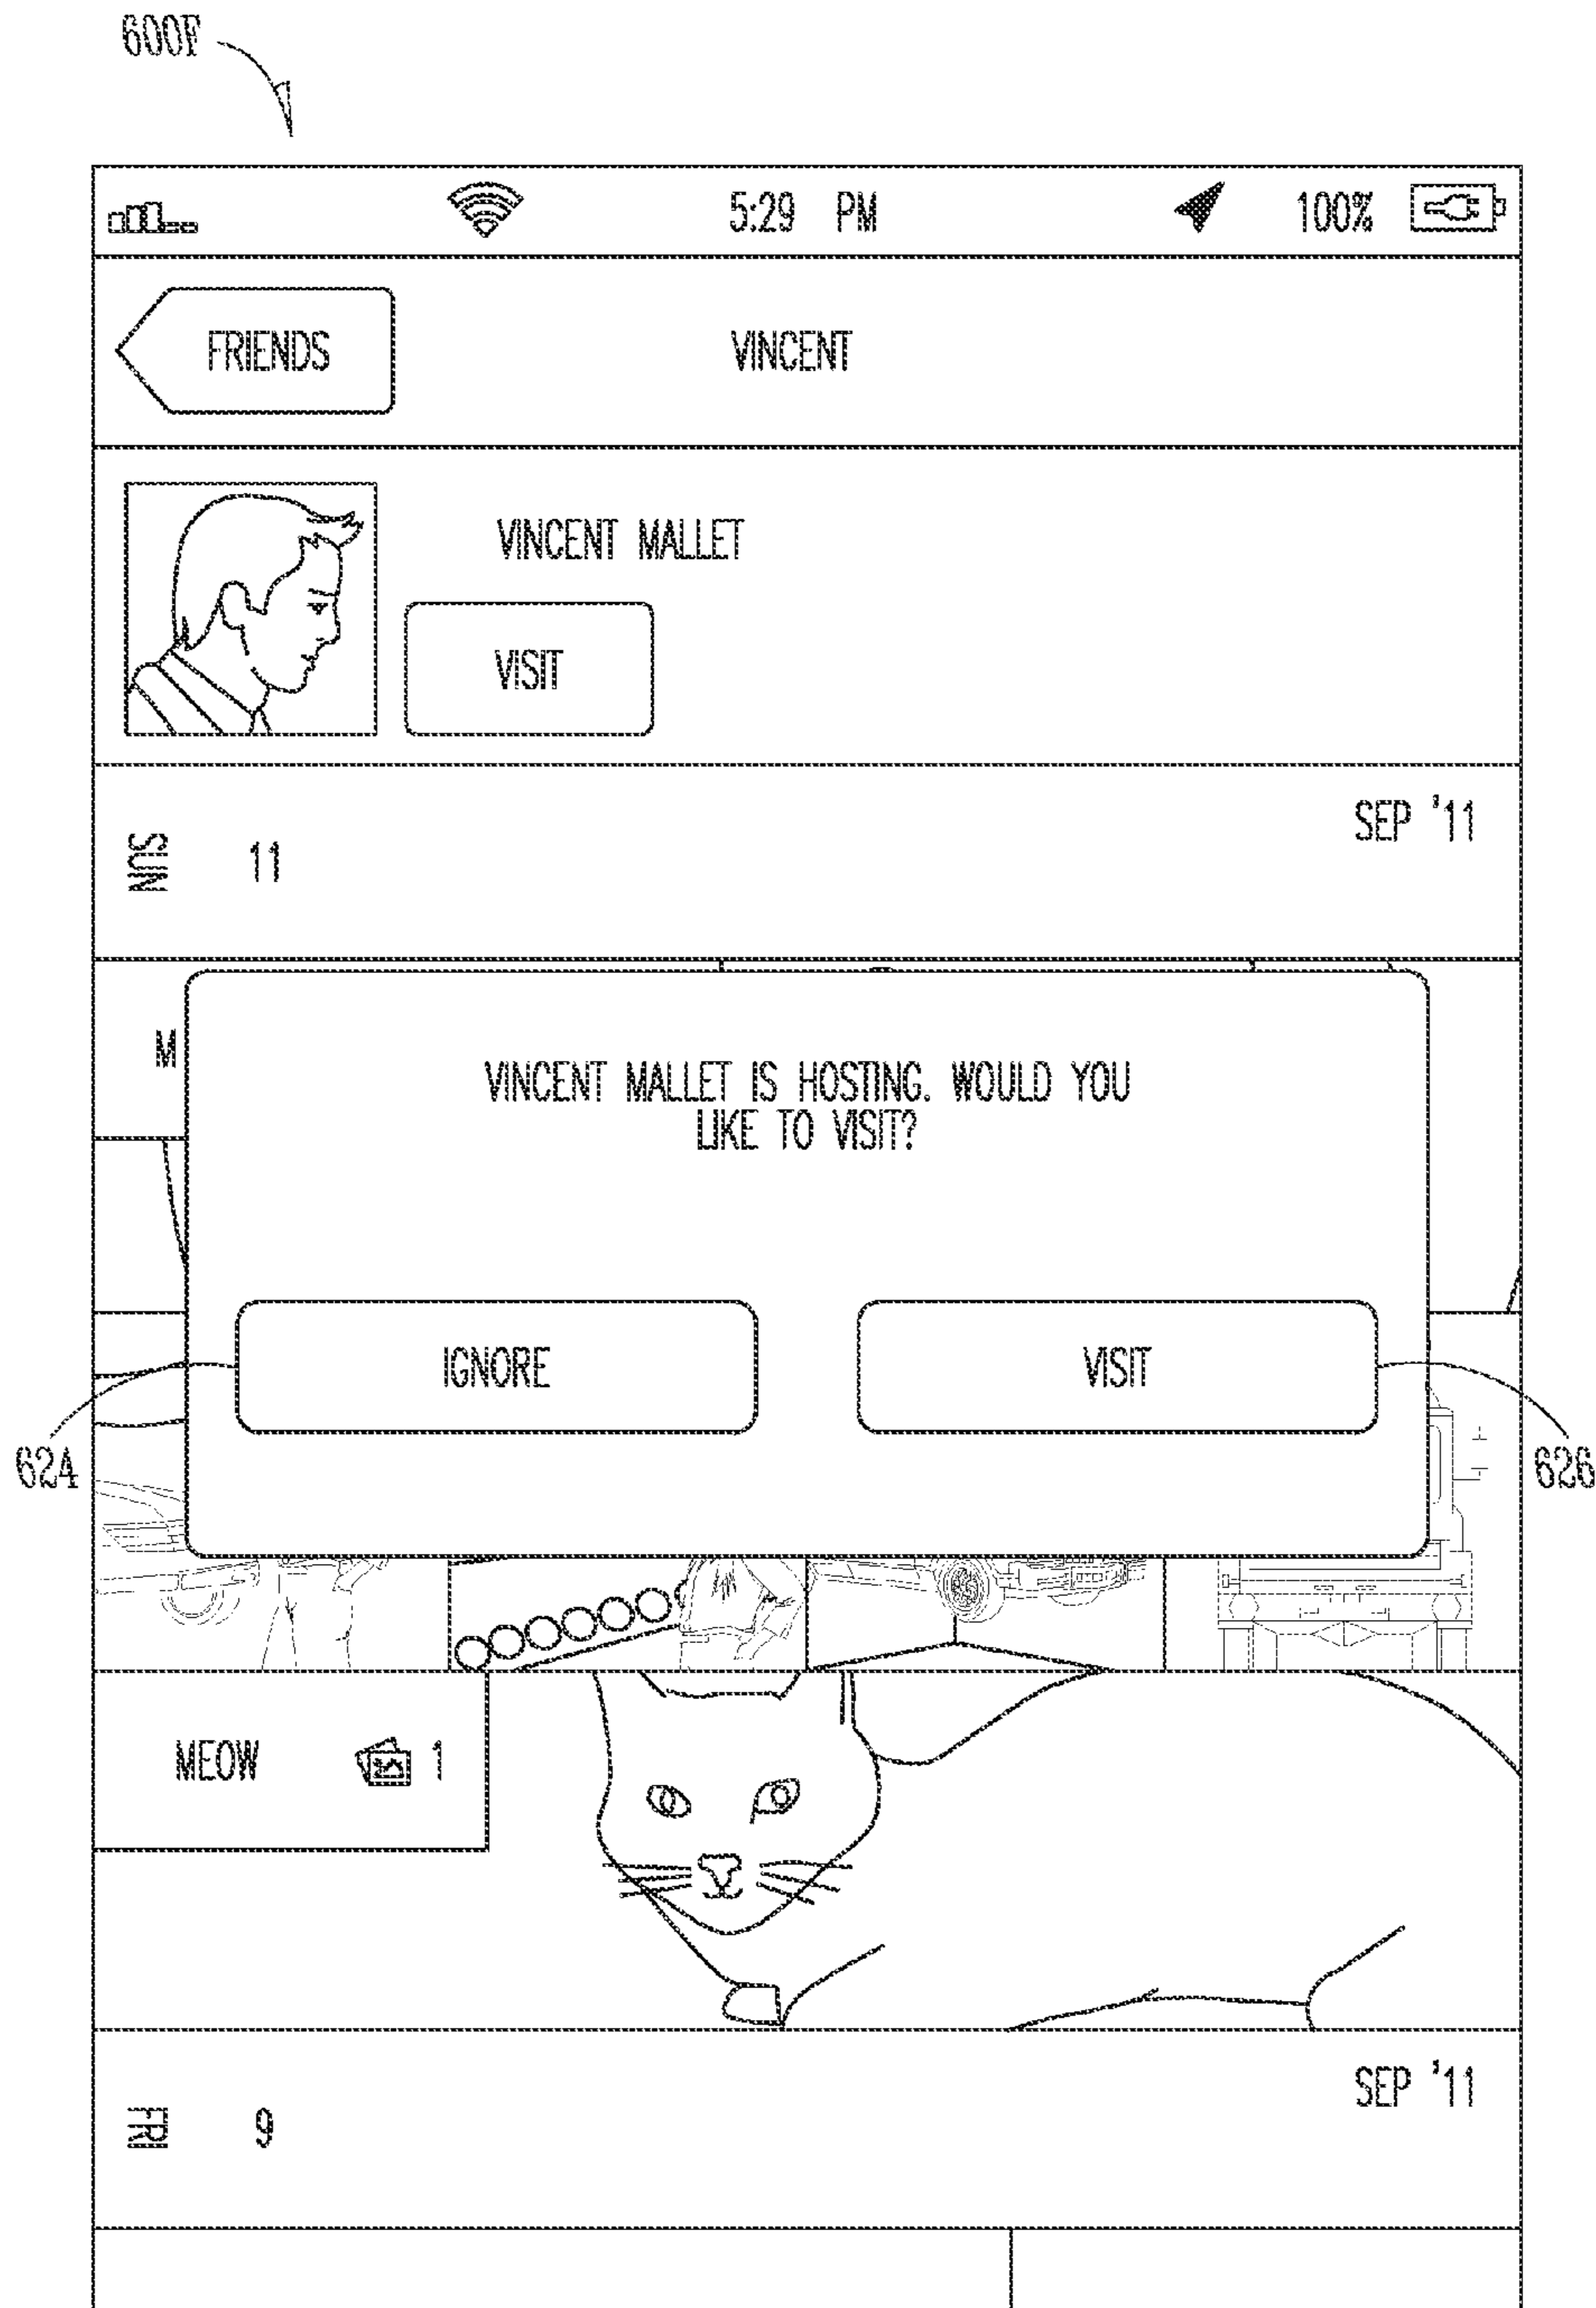 600F
5:29 PM 100%
FRIENDS VINCENT
VINCENT MALLET
VISIT
SEP '11
SUN 11
M
VINCENT MALLET IS HOSTING. WOULD YOU
LIKE TO VISIT?
IGNORE VISIT
624 626
MEOW 1
SEP '11
FRI 9